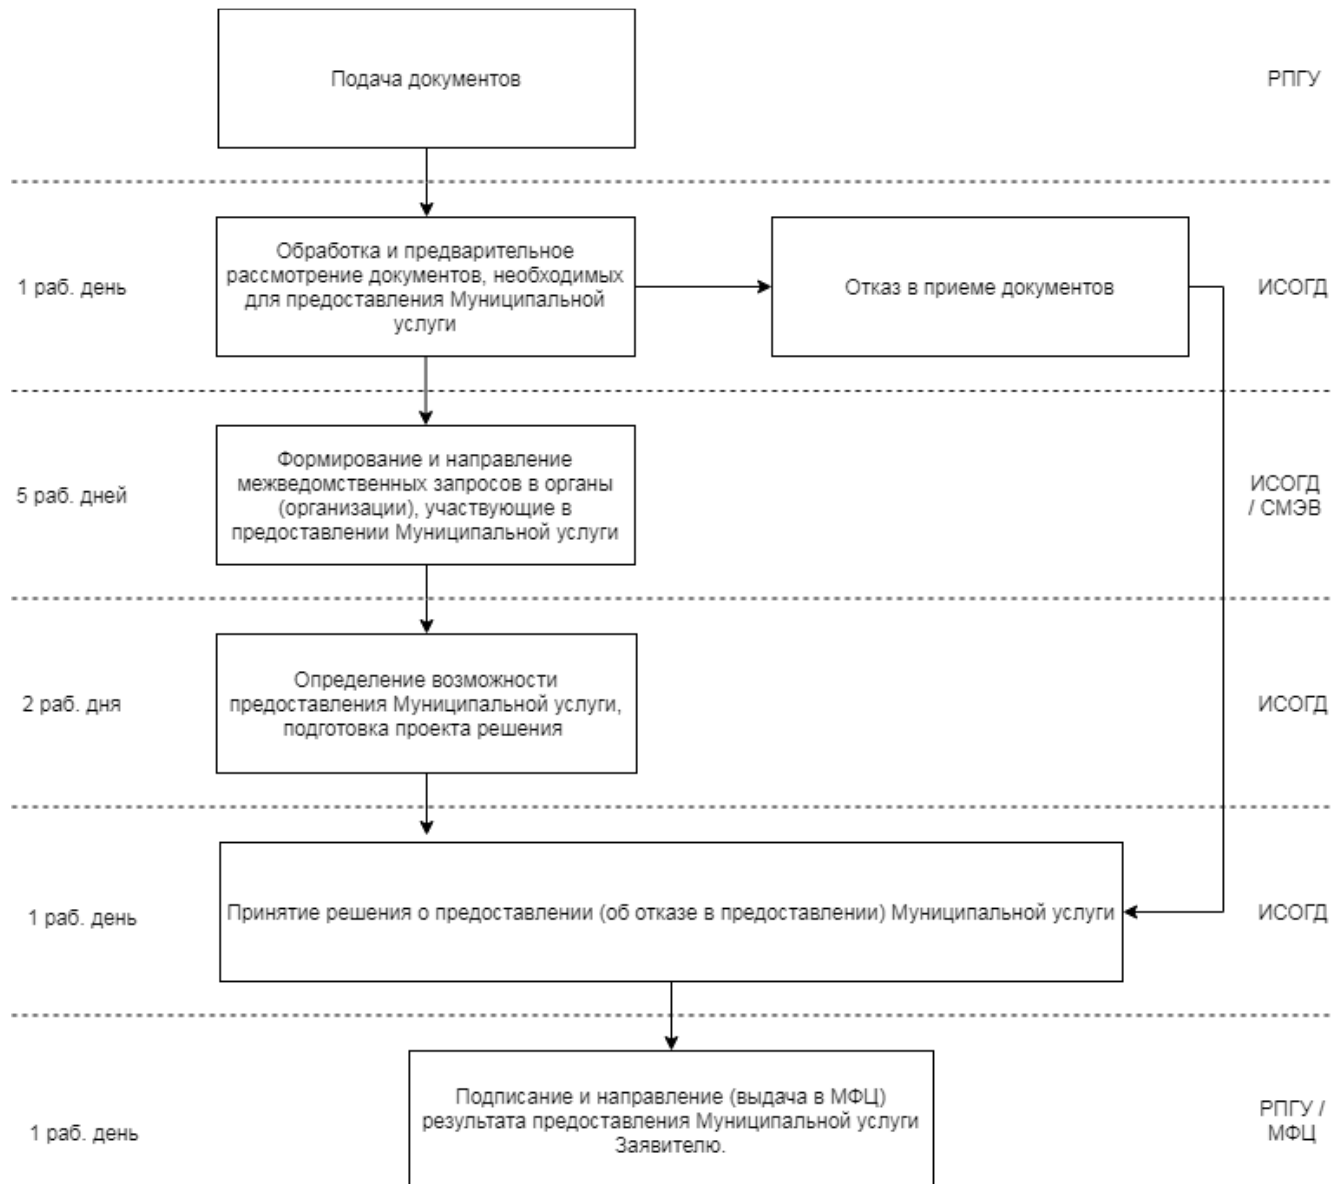 Подача документов
РПГУ
1 раб. день
Обработка и предварительное
рассмотрение документов, необходимых
для предоставления Муниципальной
услуги
Отказ в приеме документов
ИСОГД
5 раб. дней
Формирование и направление
межведомственных запросов в органы
(организации), участвующие в
предоставлении Муниципальной услуги
ИСОГД
/ СМЭВ
2 раб. дня
Определение возможности
предоставления Муниципальной услуги,
подготовка проекта решения
ИСОГД
1 раб. день
Принятие решения о предоставлении (об отказе в предоставлении) Муниципальной услуги
ИСОГД
1 раб. день
Подписание и направление (выдача в МФЦ)
результата предоставления Муниципальной услуги
Заявителю.
РПГУ /
МФЦ